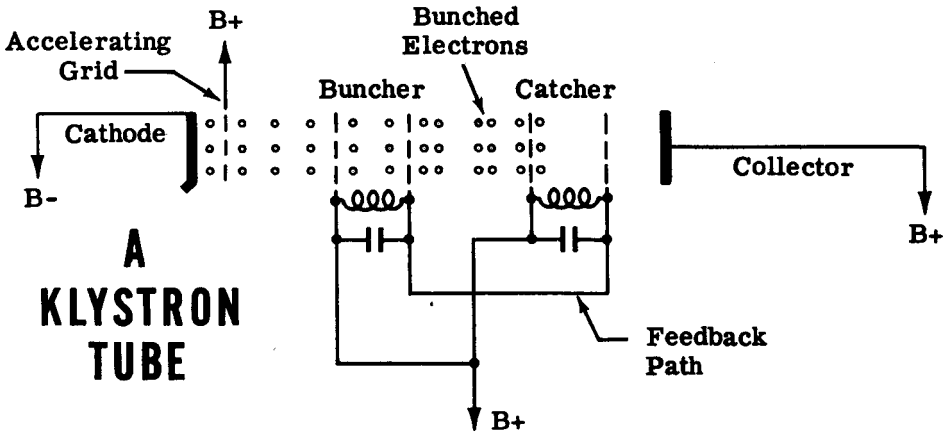 B+
Accelerating
Grid
Bunched
Electrons
Buncher
Catcher
Cathode
B-
Collector
B+
A
KLYSTRON
TUBE
Feedback
Path
B+